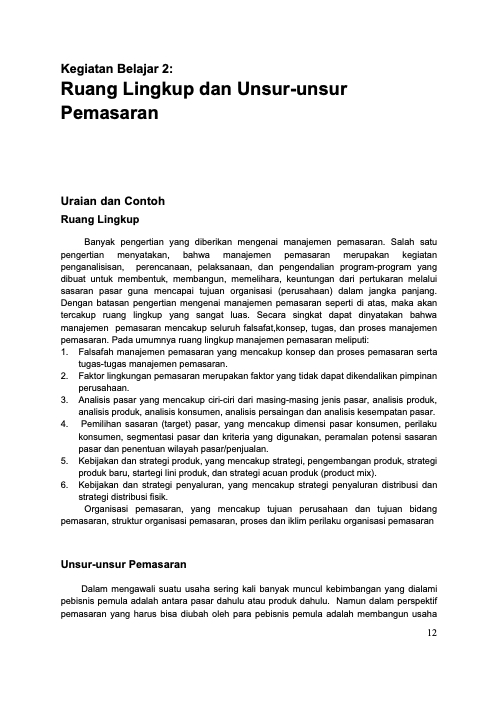 Kegiatan Belajar 2:
Ruang Lingkup dan Unsur-unsur
Pemasaran
Uraian dan Contoh
Ruang Lingkup
Banyak pengertian yang diberikan mengenai manajemen pemasaran. Salah satu
pengertian menyatakan, bahwa manajemen pemasaran merupakan kegiatan
penganalisisan, perencanaan, pelaksanaan, dan pengendalian program-program yang
dibuat untuk membentuk, membangun, memelihara, keuntungan dari pertukaran melalui
sasaran pasar guna mencapai tujuan organisasi (perusahaan) dalam jangka panjang.
Dengan batasan pengertian mengenai manajemen pemasaran seperti di atas, maka akan
tercakup ruang lingkup yang sangat luas. Secara singkat dapat dinyatakan bahwa
manajemen pemasaran mencakup seluruh falsafat,konsep, tugas, dan proses manajemen
pemasaran. Pada umumnya ruang lingkup manajemen pemasaran meliputi:
1. Falsafah manajemen pemasaran yang mencakup konsep dan proses pemasaran serta
tugas-tugas manajemen pemasaran.
2. Faktor lingkungan pemasaran merupakan faktor yang tidak dapat dikendalikan pimpinan
perusahaan.
3. Analisis pasar yang mencakup ciri-ciri dari masing-masing jenis pasar, analisis produk,
analisis produk, analisis konsumen, analisis persaingan dan analisis kesempatan pasar.
4. Pemilihan sasaran (target) pasar, yang mencakup dimensi pasar konsumen, perilaku
konsumen, segmentasi pasar dan kriteria yang digunakan, peramalan potensi sasaran
pasar dan penentuan wilayah pasar/penjualan.
5. Kebijakan dan strategi produk, yang mencakup strategi, pengembangan produk, strategi
produk baru, startegi lini produk, dan strategi acuan produk (product mix).
6. Kebijakan dan strategi penyaluran, yang mencakup strategi penyaluran distribusi dan
strategi distribusi fisik.
Organisasi pemasaran, yang mencakup tujuan perusahaan dan tujuan bidang
pemasaran, struktur organisasi pemasaran, proses dan iklim perilaku organisasi pemasaran
Unsur-unsur Pemasaran
Dalam mengawali suatu usaha sering kali banyak muncul kebimbangan yang dialami
pebisnis pemula adalah antara pasar dahulu atau produk dahulu. Namun dalam perspektif
pemasaran yang harus bisa diubah oleh para pebisnis pemula adalah membangun usaha
12